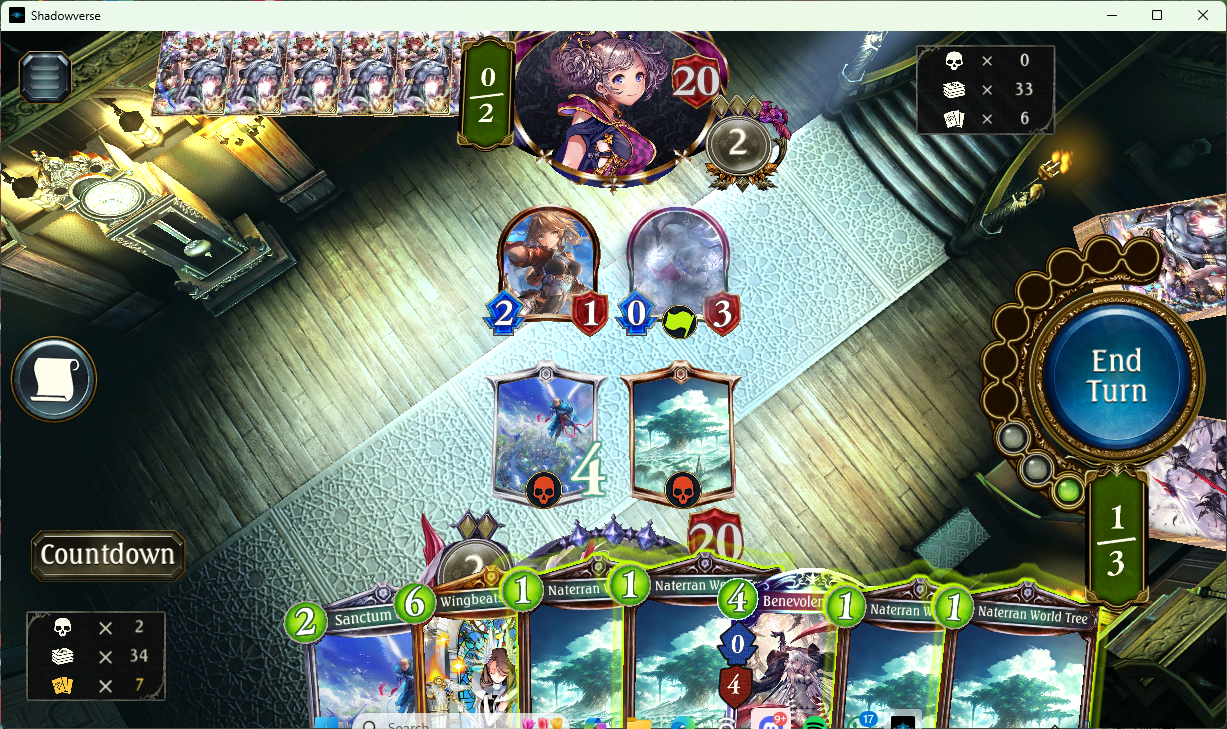 Shadowverse
0
2
20
× 0
× 33
× 6
2
2
1
0
3
End
Turn
4
Countdown
20
1
3
× 2
× 34
× 7
2
Sanctum
6
Wingbeats
1
Naterran
1
Naterran W
4
Benevolen
0
4
1
Naterran W
1
Naterran World Tree
Search
9+
17